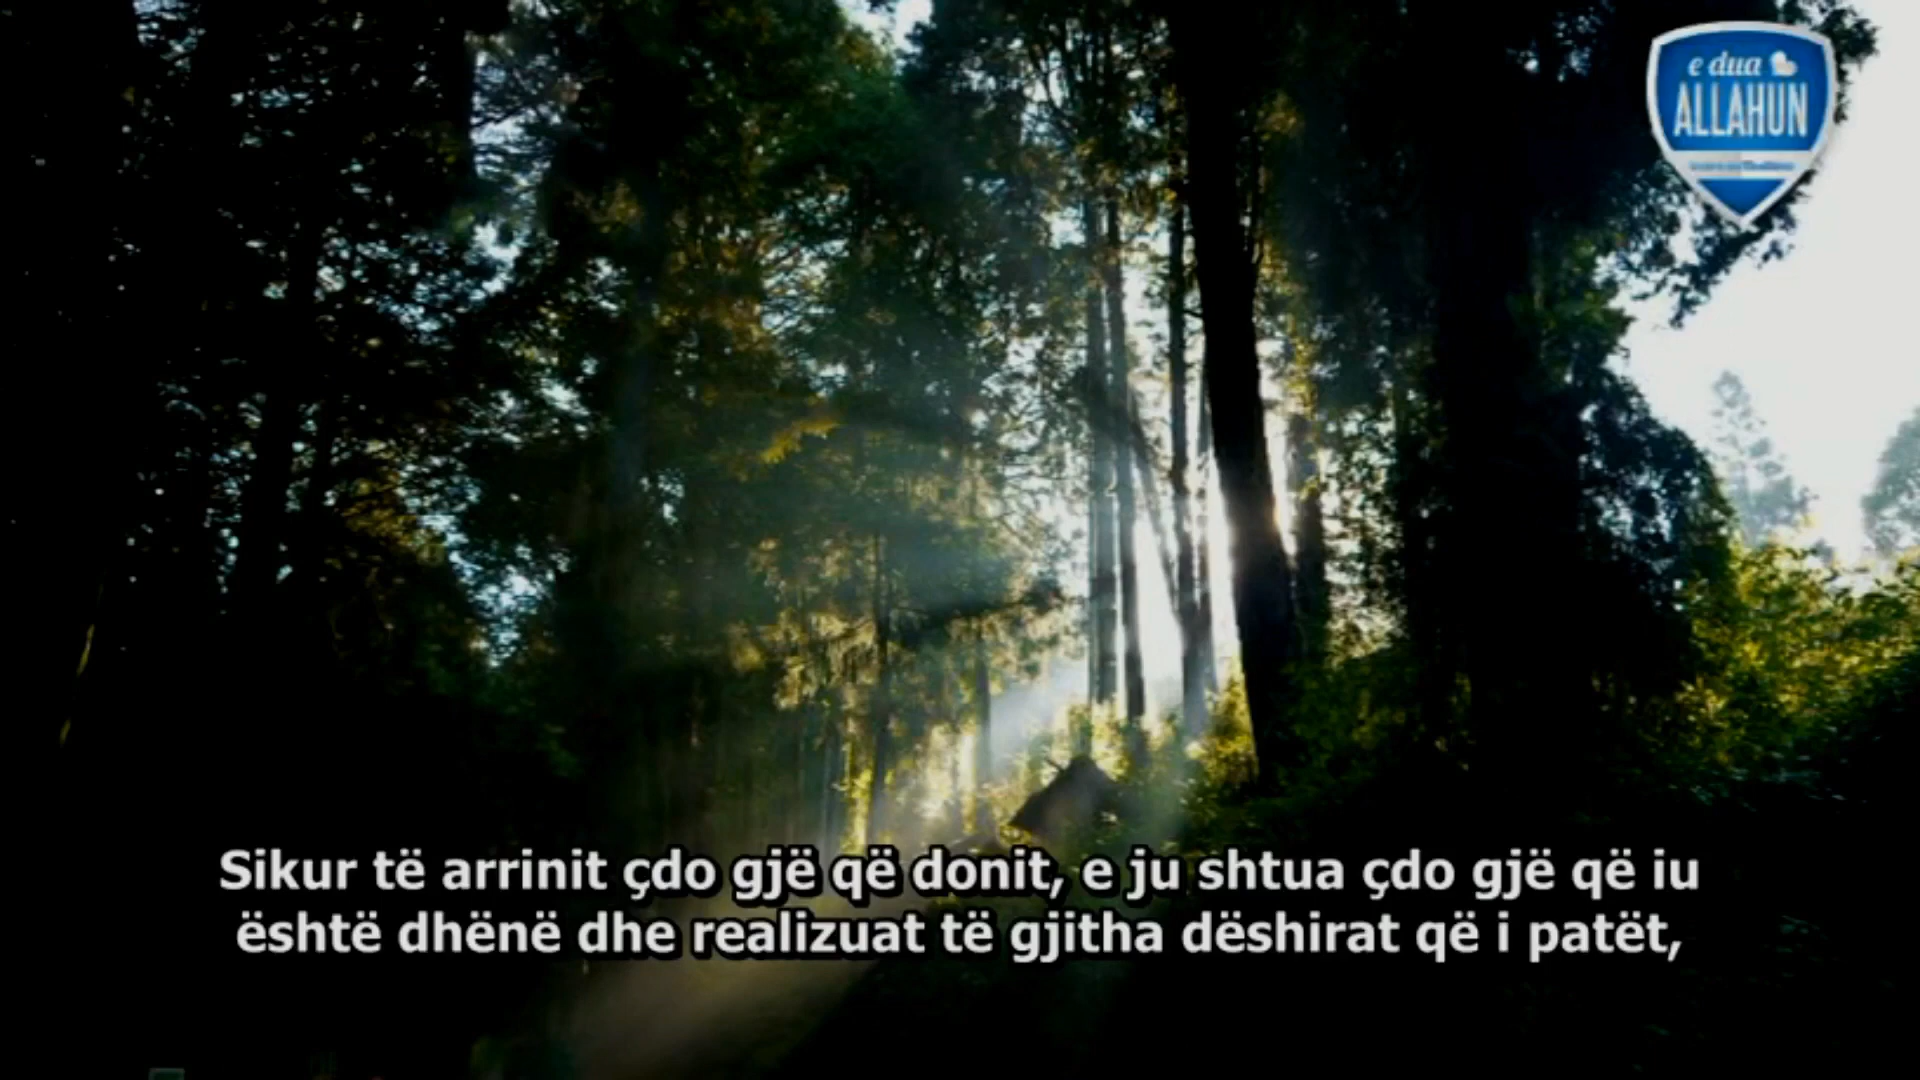 e dua
ALLAHUN
Sikur të arrinit çdo gjë që donit, e ju shtua çdo gjë që iu
është dhënë dhe realizuat të gjitha dëshirat që i patët,